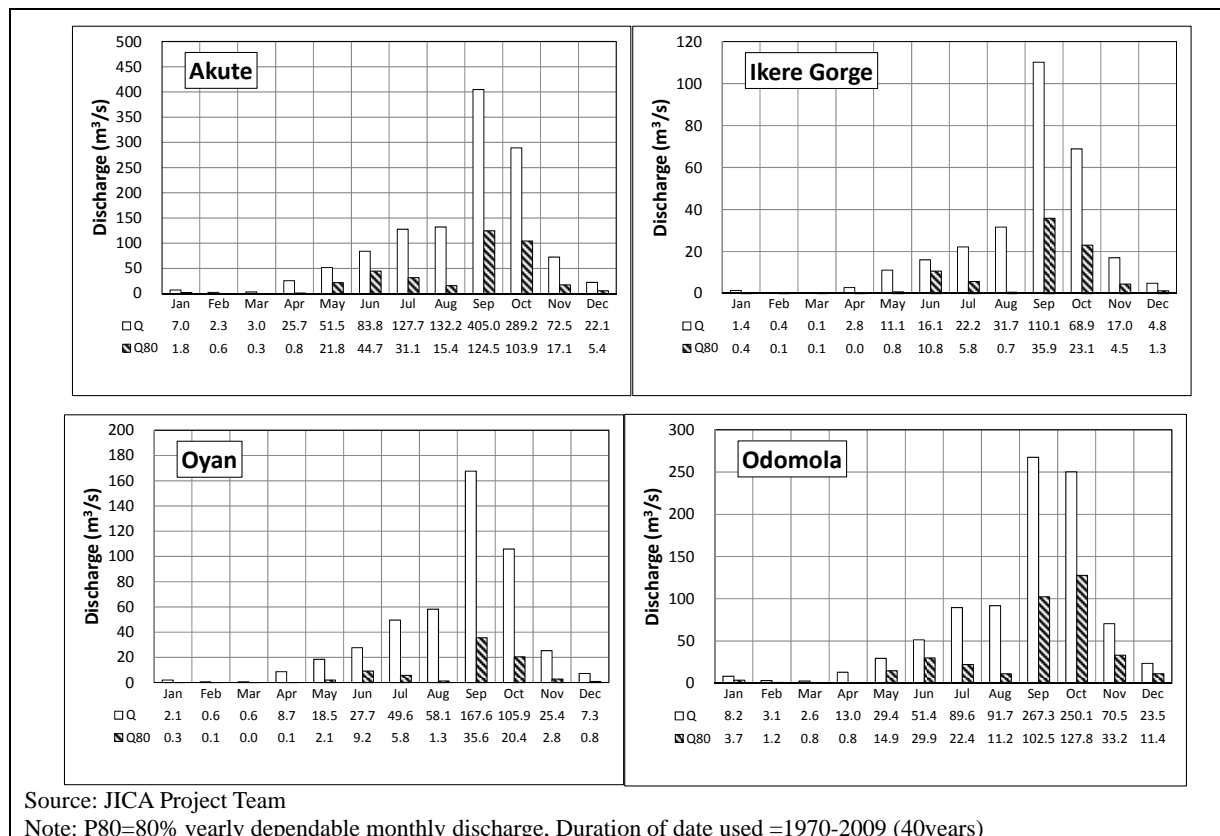 Akute
Discharge (m³/s)
500
450
400
350
300
250
200
150
100
50
0
Jan Feb Mar Apr May Jun Jul Aug Sep Oct Nov Dec
Q 7.0 2.3 3.0 25.7 51.5 83.8 127.7 132.2 405.0 289.2 72.5 22.1
Q80 1.8 0.6 0.3 0.8 21.8 44.7 31.1 15.4 124.5 103.9 17.1 5.4
Ikere Gorge
Discharge (m³/s)
120
100
80
60
40
20
0
Jan Feb Mar Apr May Jun Jul Aug Sep Oct Nov Dec
Q 1.4 0.4 0.1 2.8 11.1 16.1 22.2 31.7 110.1 68.9 17.0 4.8
Q80 0.4 0.1 0.1 0.0 0.8 10.8 5.8 0.7 35.9 23.1 4.5 1.3
Oyan
Discharge (m³/s)
200
180
160
140
120
100
80
60
40
20
0
Jan Feb Mar Apr May Jun Jul Aug Sep Oct Nov Dec
Q 2.1 0.6 0.6 8.7 18.5 27.7 49.6 58.1 167.6 105.9 25.4 7.3
Q80 0.3 0.1 0.0 0.1 2.1 9.2 5.8 1.3 35.6 20.4 2.8 0.8
Odomola
Discharge (m³/s)
300
250
200
150
100
50
0
Jan Feb Mar Apr May Jun Jul Aug Sep Oct Nov Dec
Q 8.2 3.1 2.6 13.0 29.4 51.4 89.6 91.7 267.3 250.1 70.5 23.5
Q80 3.7 1.2 0.8 0.8 14.9 29.9 22.4 11.2 102.5 127.8 33.2 11.4
Source: JICA Project Team
Note: P80=80% yearly dependable monthly discharge, Duration of date used =1970-2009 (40years)